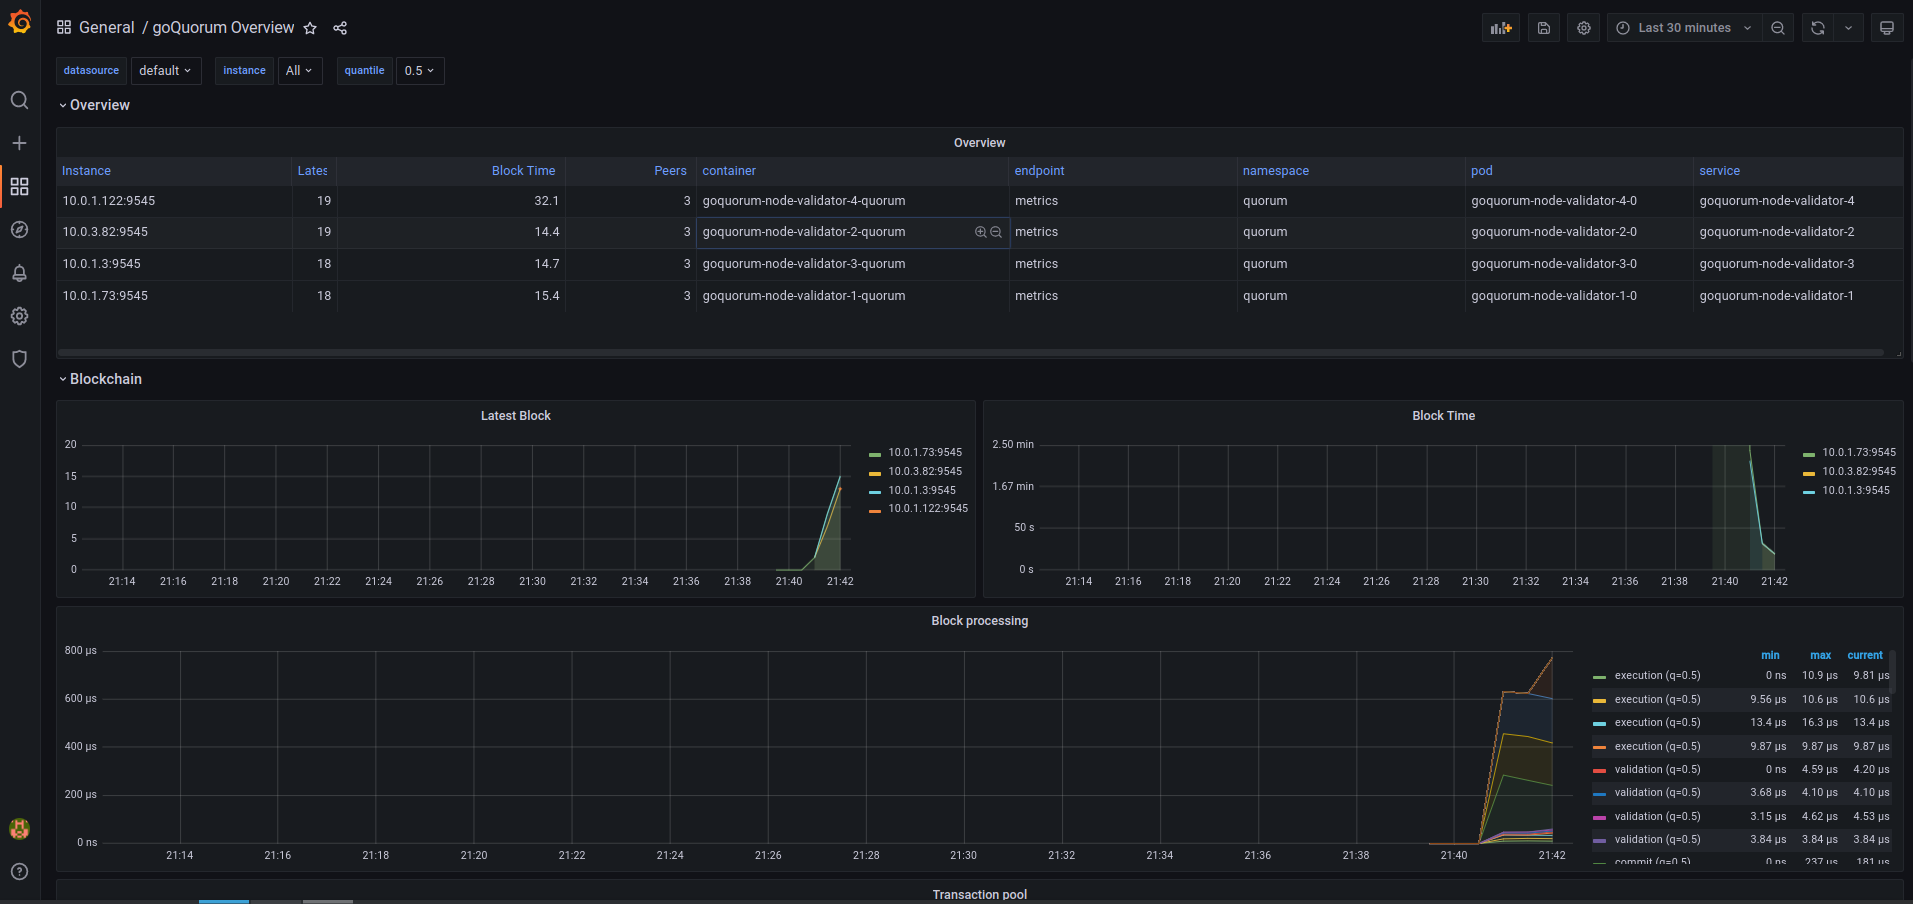 General / goQuorum Overview
Last 30 minutes
datasource default instance All quantile 0.5
Overview
Overview
Instance Lates Block Time Peers container endpoint namespace pod service
10.0.1.122:9545 19 32.1 3 goquorum-node-validator-4-quorum metrics quorum goquorum-node-validator-4-0 goquorum-node-validator-4
10.0.3.82:9545 19 14.4 3 goquorum-node-validator-2-quorum metrics quorum goquorum-node-validator-2-0 goquorum-node-validator-2
10.0.1.3:9545 18 14.7 3 goquorum-node-validator-3-quorum metrics quorum goquorum-node-validator-3-0 goquorum-node-validator-3
10.0.1.73:9545 18 15.4 3 goquorum-node-validator-1-quorum metrics quorum goquorum-node-validator-1-0 goquorum-node-validator-1
Blockchain
Latest Block
20
15
10
5
0
21:14 21:16 21:18 21:20 21:22 21:24 21:26 21:28 21:30 21:32 21:34 21:36 21:38 21:40 21:42
10.0.1.73:9545
10.0.3.82:9545
10.0.1.3:9545
10.0.1.122:9545
Block Time
2.50 min
1.67 min
50 s
0 s
21:14 21:16 21:18 21:20 21:22 21:24 21:26 21:28 21:30 21:32 21:34 21:36 21:38 21:40 21:42
10.0.1.73:9545
10.0.3.82:9545
10.0.1.3:9545
Block processing
800 µs
600 µs
400 µs
200 µs
0 ns
21:14 21:16 21:18 21:20 21:22 21:24 21:26 21:28 21:30 21:32 21:34 21:36 21:38 21:40 21:42
min max current
execution (q=0.5) 0 ns 10.9 µs 9.81 µs
execution (q=0.5) 9.56 µs 10.6 µs 10.6 µs
execution (q=0.5) 13.4 µs 16.3 µs 13.4 µs
execution (q=0.5) 9.87 µs 9.87 µs 9.87 µs
validation (q=0.5) 0 ns 4.59 µs 4.20 µs
validation (q=0.5) 3.68 µs 4.10 µs 4.10 µs
validation (q=0.5) 3.15 µs 4.62 µs 4.53 µs
validation (q=0.5) 3.84 µs 3.84 µs 3.84 µs
commit (q=0.5) 0 ns 237 µs 181 µs
Transaction pool